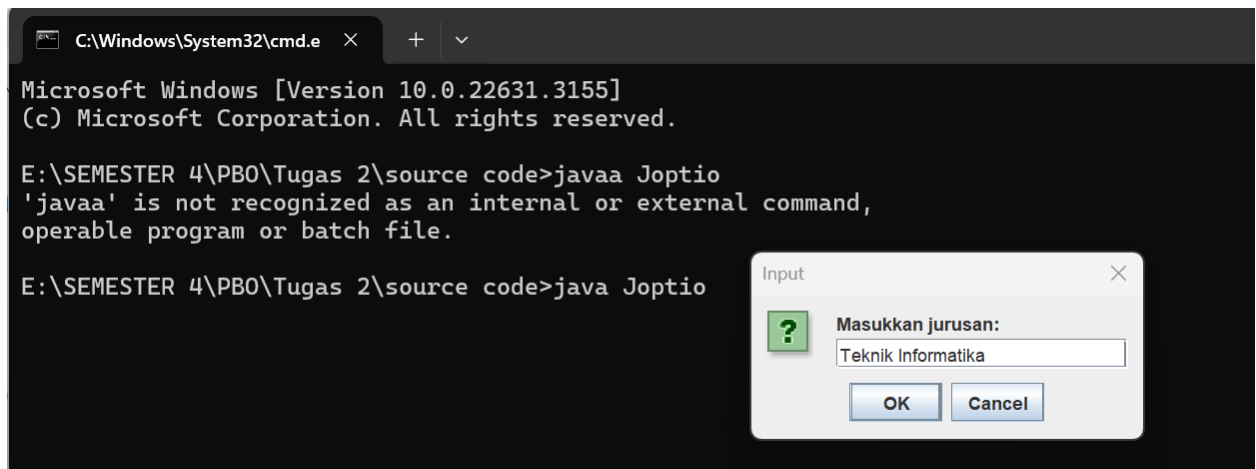 C:\Windows\System32\cmd.e
Microsoft Windows [Version 10.0.22631.3155]
(c) Microsoft Corporation. All rights reserved.
E:\SEMESTER 4\PBO\Tugas 2\source code>javaa Joptio
'javaa' is not recognized as an internal or external command,
operable program or batch file.
E:\SEMESTER 4\PBO\Tugas 2\source code>java Joptio
Input
?
Masukkan jurusan:
Teknik Informatika
OK Cancel